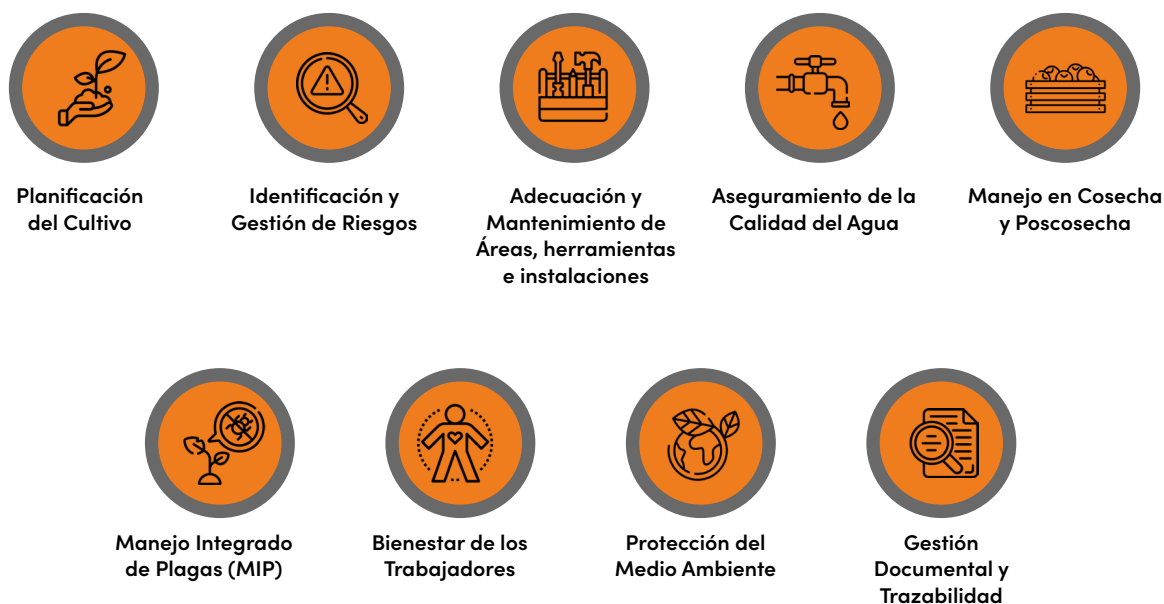 Planificación
del Cultivo
Identificación y
Gestión de Riesgos
Adecuación y
Mantenimiento de
Áreas, herramientas
e instalaciones
Aseguramiento de la
Calidad del Agua
Manejo en Cosecha
y Poscosecha
Manejo Integrado
de Plagas (MIP)
Bienestar de los
Trabajadores
Protección del
Medio Ambiente
Gestión
Documental y
Trazabilidad